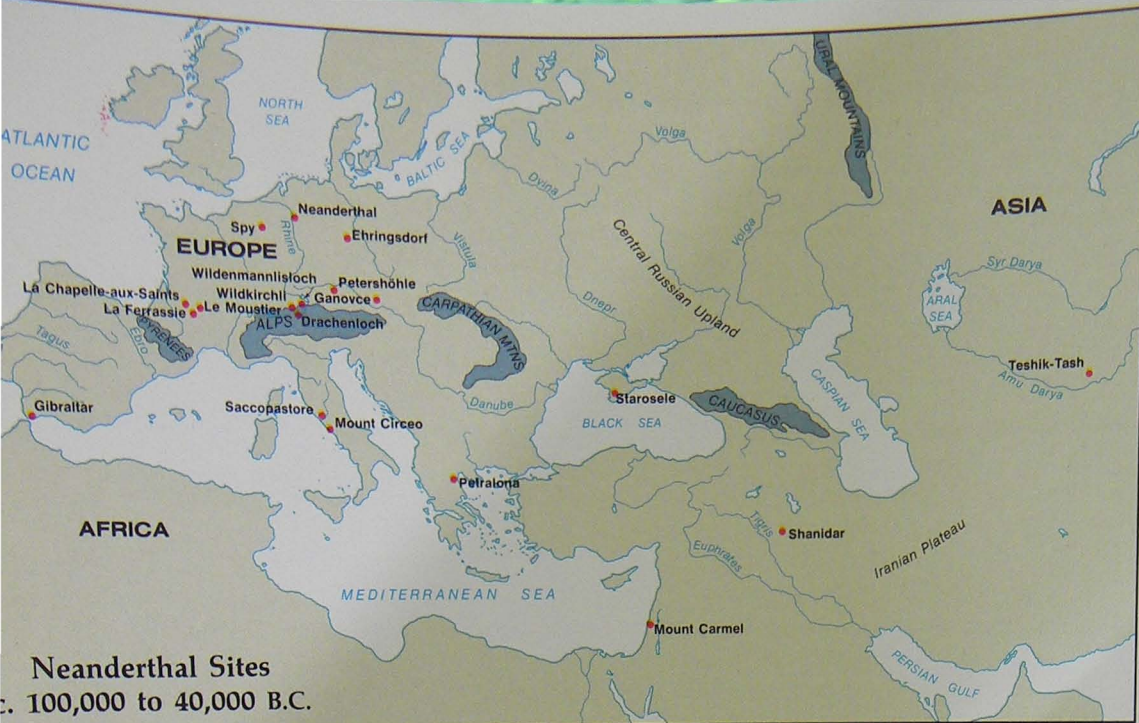 URAL MOUNTAINS
NORTH
SEA
ATLANTIC
OCEAN
BALTIC SEA
Volga
Dvina
ASIA
Neanderthal
Spy
Rhine
Ehringsdorf
EUROPE
Vistula
Volga
Central Russian Upland
Syr Darya
Wildenmannlisloch
Petershöhle
La Chapelle-aux-Saints
Wildkirchli
Ganovce
La Ferrassie
Le Moustier
ALPS
Drachenloch
CARPATHIAN MTNS
Dnepr
ARAL
SEA
Tagus
Ebro
PYRENEES
Teshik-Tash
Amu Darya
CASPIAN SEA
Gibraltar
Saccopastore
Mount Circeo
Danube
Starosele
BLACK SEA
CAUCASUS
Petralona
AFRICA
Tigris
Shanidar
Euphrates
Iranian Plateau
MEDITERRANEAN SEA
Mount Carmel
PERSIAN GULF
Neanderthal Sites
c. 100,000 to 40,000 B.C.